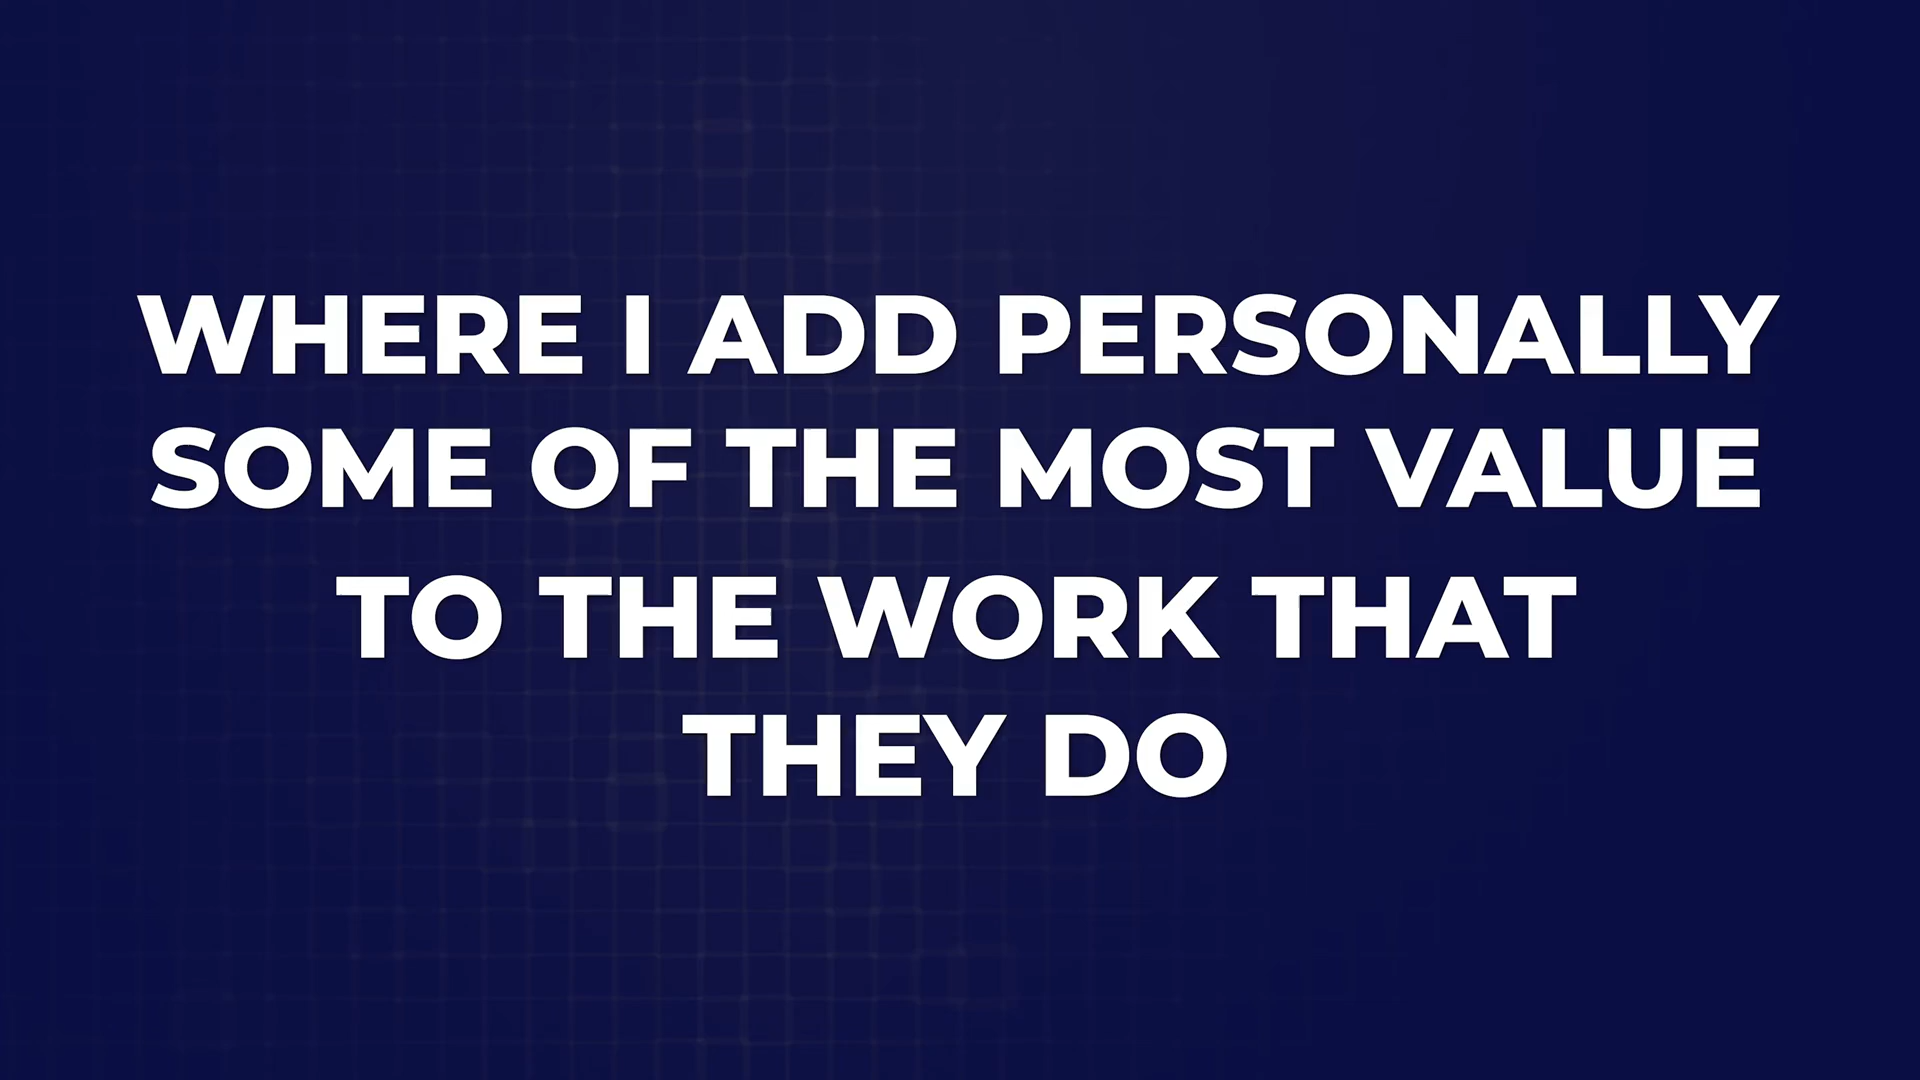 WHERE I ADD PERSONALLY
SOME OF THE MOST VALUE
TO THE WORK THAT
THEY DO